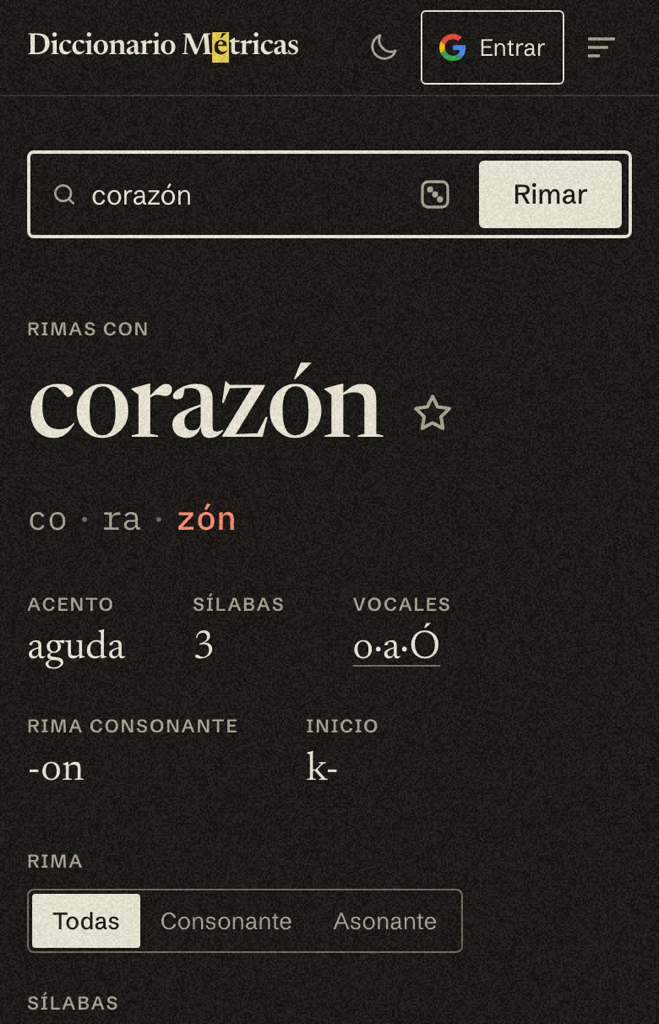 Diccionario Métricas
Entrar
corazón
Rimar
RIMAS CON
corazón
co · ra · zón
ACENTO SÍLABAS VOCALES
aguda 3 o·a·Ó
RIMA CONSONANTE INICIO
-on k-
RIMA
Todas Consonante Asonante
SÍLABAS